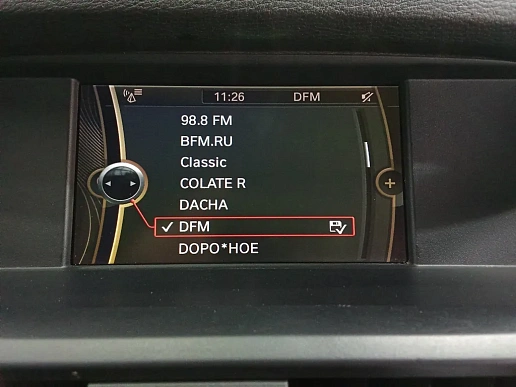 11:26 DFM
98.8 FM
BFM.RU
Classic
COLATE R
DACHA
DFM
DOPO*HOE